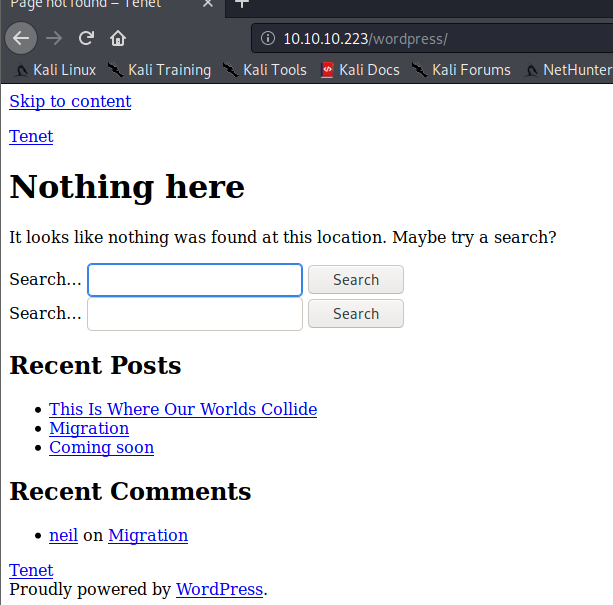 Page not found – Tenet
10.10.10.223/wordpress/
Kali Linux Kali Training Kali Tools Kali Docs Kali Forums NetHunter
Skip to content
Tenet
Nothing here
It looks like nothing was found at this location. Maybe try a search?
Search… Search
Search… Search
Recent Posts
This Is Where Our Worlds Collide
Migration
Coming soon
Recent Comments
neil on Migration
Tenet
Proudly powered by WordPress.